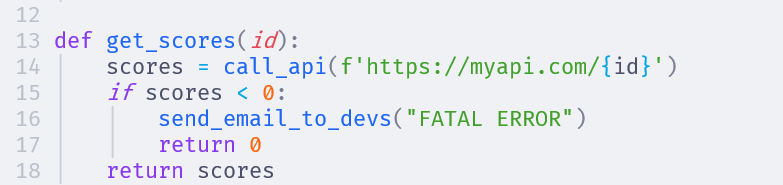 12
13 def get_scores(id):
14     scores = call_api(f'https://myapi.com/{id}')
15     if scores < 0:
16         send_email_to_devs("FATAL ERROR")
17         return 0
18     return scores